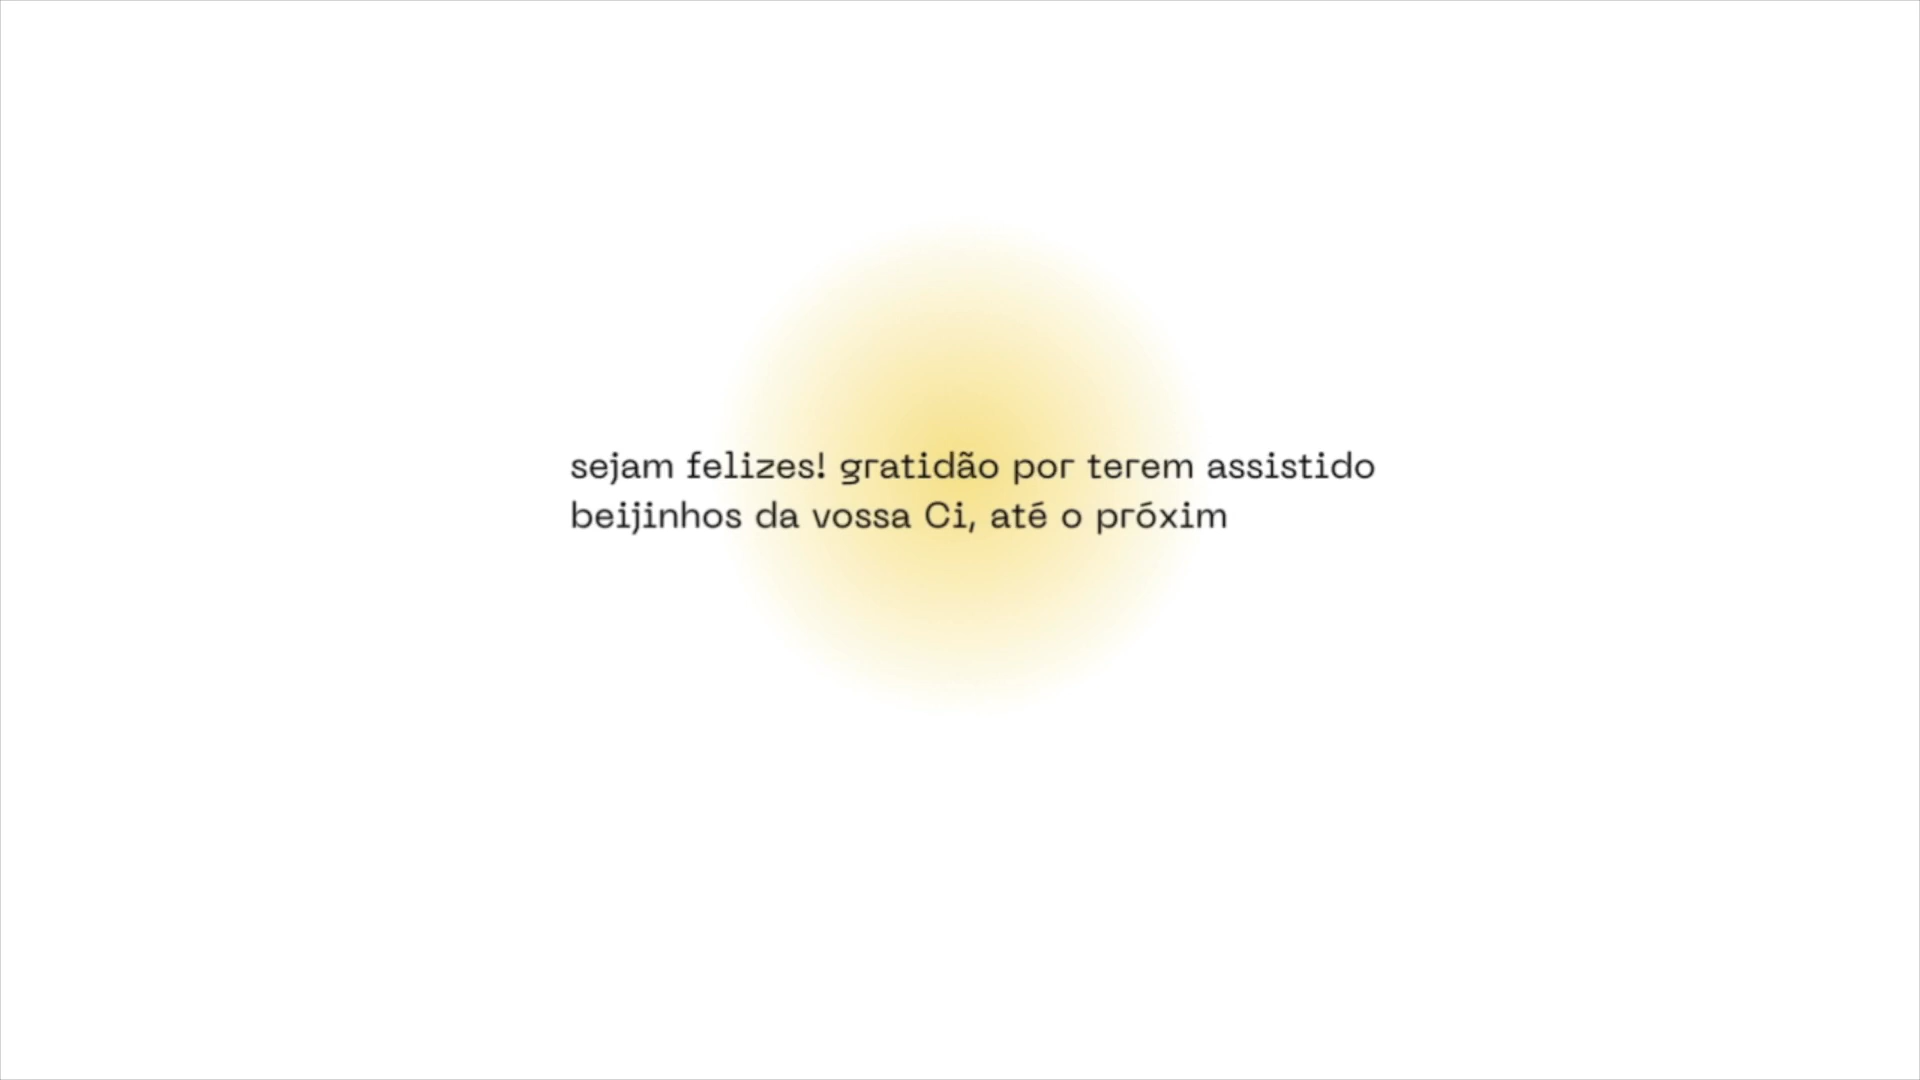 sejam felizes! gratidão por terem assistido
beijinhos da vossa Ci, até o próxim